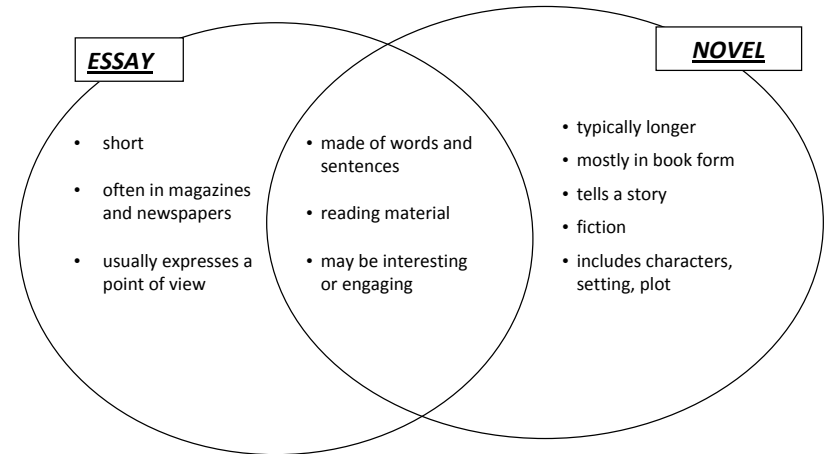 ESSAY
• short
• often in magazines
and newspapers
• usually expresses a
point of view
• made of words and
sentences
• reading material
• may be interesting
or engaging
NOVEL
• typically longer
• mostly in book form
• tells a story
• fiction
• includes characters,
setting, plot